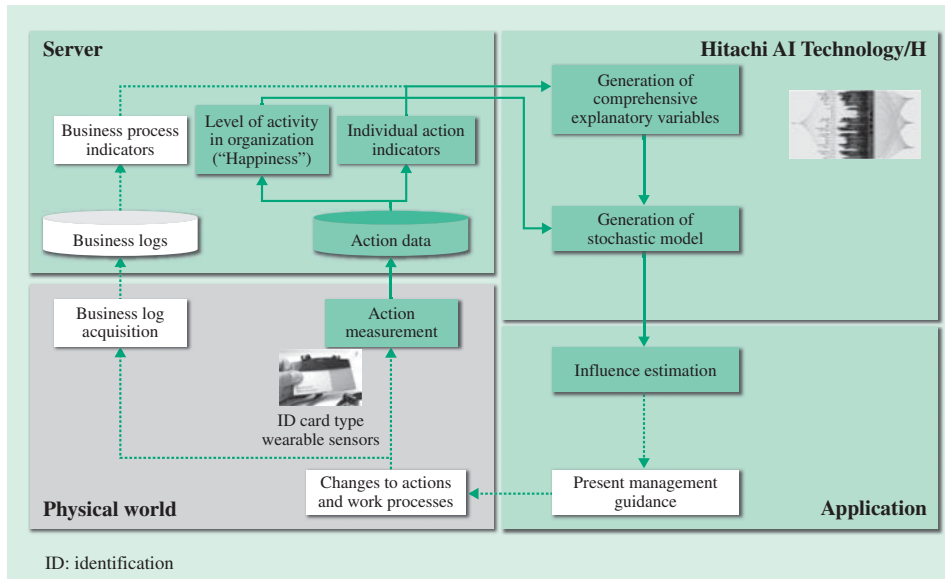 Server
Hitachi AI Technology/H
Business process
indicators
Level of activity
in organization
(“Happiness”)
Individual action
indicators
Generation of
comprehensive
explanatory variables
Business logs
Action data
Generation of
stochastic model
Business log
acquisition
Action
measurement
ID card type
wearable sensors
Influence estimation
Changes to actions
and work processes
Present management
guidance
Physical world
Application
ID: identification